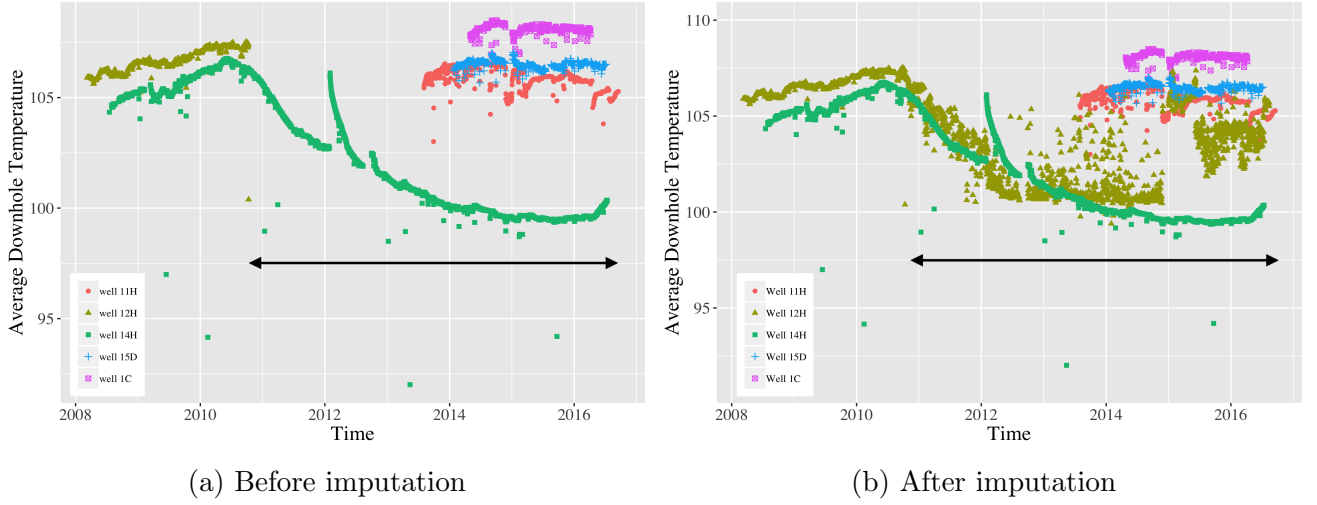 Average Downhole Temperature
105
100
95
well 11H
well 12H
well 14H
well 15D
well 1C
2008
2010
2012
2014
2016
Time
(a) Before imputation
Average Downhole Temperature
110
105
100
95
Well 11H
Well 12H
Well 14H
Well 15D
Well 1C
2008
2010
2012
2014
2016
Time
(b) After imputation